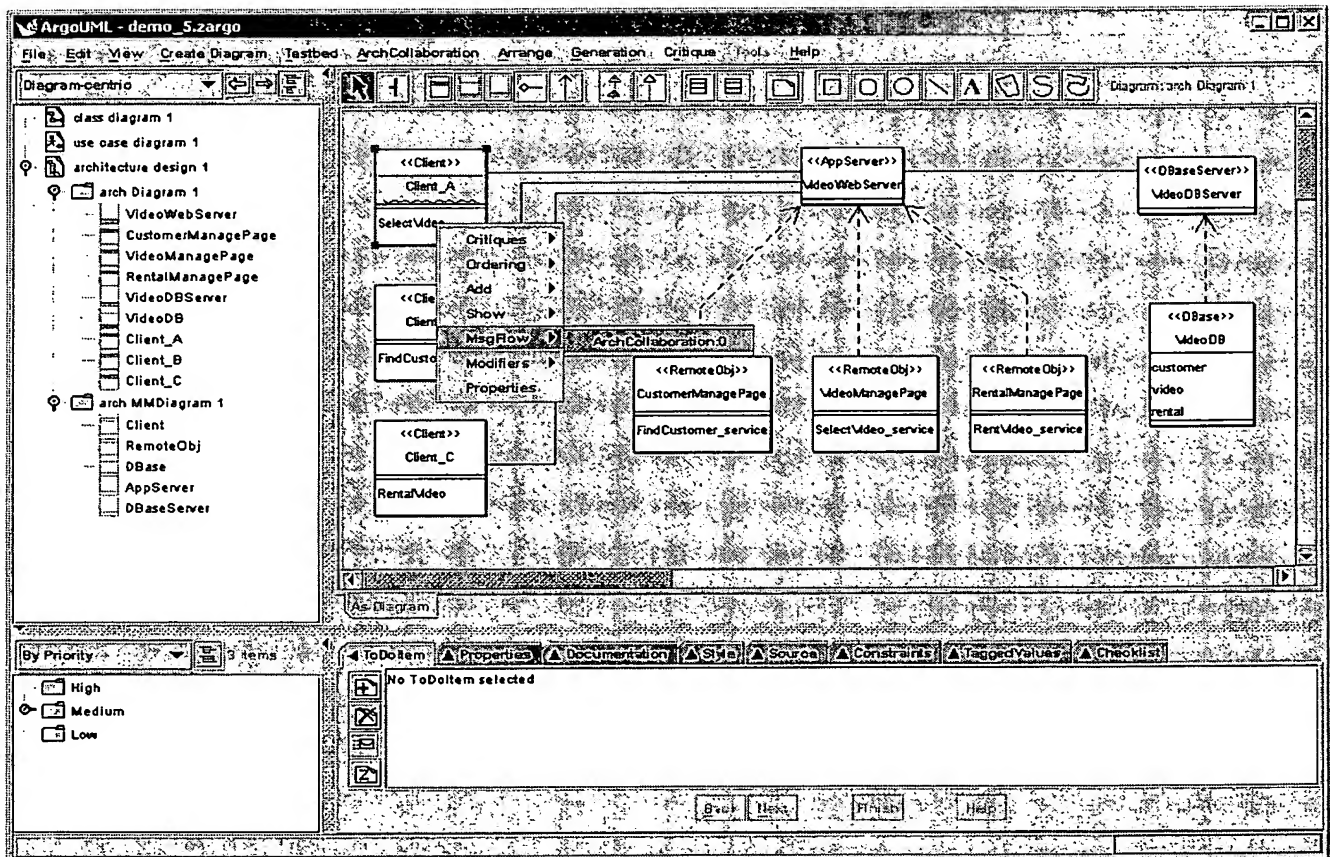 ArgoUML - demo_5.zargo
File Edit View Create Diagram Testbed ArchCollaboration Arrange Generation Critique Tools Help
Diagram-centric
Diagram: arch Diagram 1
class diagram 1
use case diagram 1
architecture design 1
arch Diagram 1
VideoWebServer
CustomerManagePage
VideoManagePage
RentalManagePage
VideoDBServer
VideoDB
Client_A
Client_B
Client_C
arch MMDiagram 1
Client
RemoteObj
DBase
AppServer
DBaseServer
<<Client>>
Client_A
SelectVideo
<<AppServer>>
VideoWebServer
<<DBaseServer>>
VideoDBServer
Critiques
Ordering
Add
Show
MsgFlow
Modifiers
Properties
ArchCollaboration:0
<<Clie
Client
FindCusto
<<Client>>
Client_C
RentalVideo
<<RemoteObj>>
CustomerManagePage
FindCustomer_service
<<RemoteObj>>
VideoManagePage
SelectVideo_service
<<RemoteObj>>
RentalManagePage
RentVideo_service
<<DBase>>
VideoDB
customer
video
rental
As Diagram
By Priority
3 items
High
Medium
Low
ToDoItem Properties Documentation Style Source Constraints TaggedValues Checklist
No ToDoItem selected
Back Next Finish Help